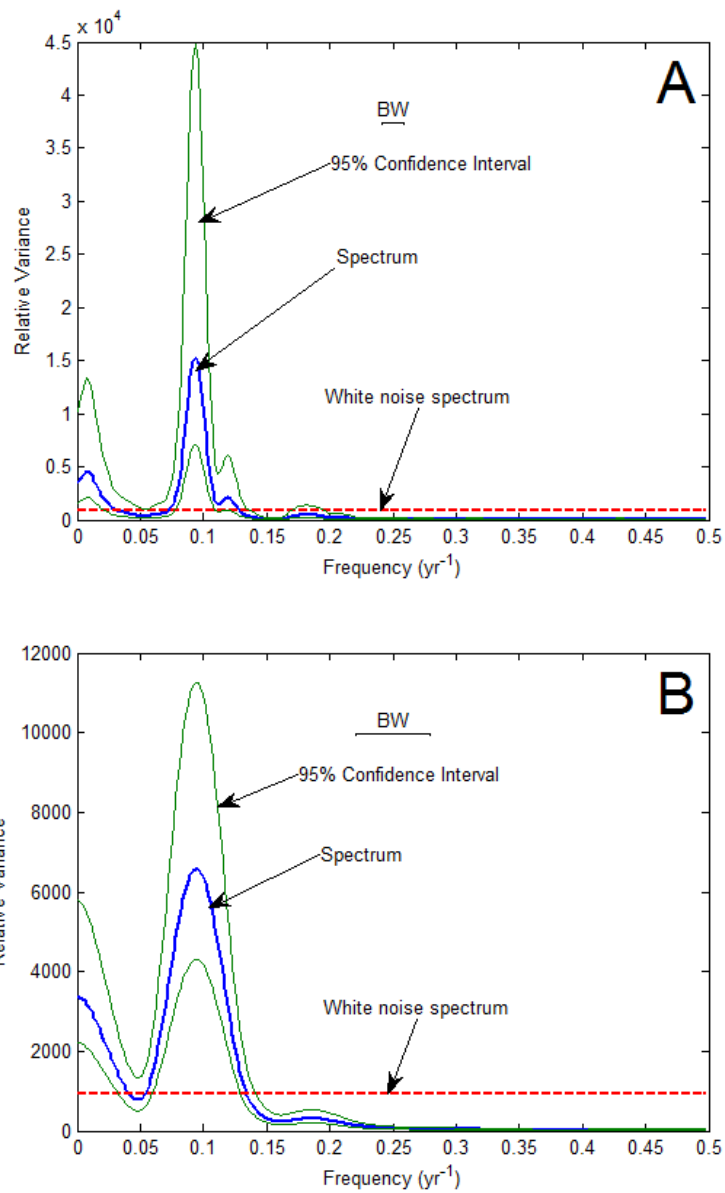 x 10^4
A
4.5
4
3.5
3
2.5
2
1.5
1
0.5
0
Relative Variance
BW
95% Confidence Interval
Spectrum
White noise spectrum
0 0.05 0.1 0.15 0.2 0.25 0.3 0.35 0.4 0.45 0.5
Frequency (yr^-1)
B
12000
10000
8000
6000
4000
2000
0
Relative Variance
BW
95% Confidence Interval
Spectrum
White noise spectrum
0 0.05 0.1 0.15 0.2 0.25 0.3 0.35 0.4 0.45 0.5
Frequency (yr^-1)